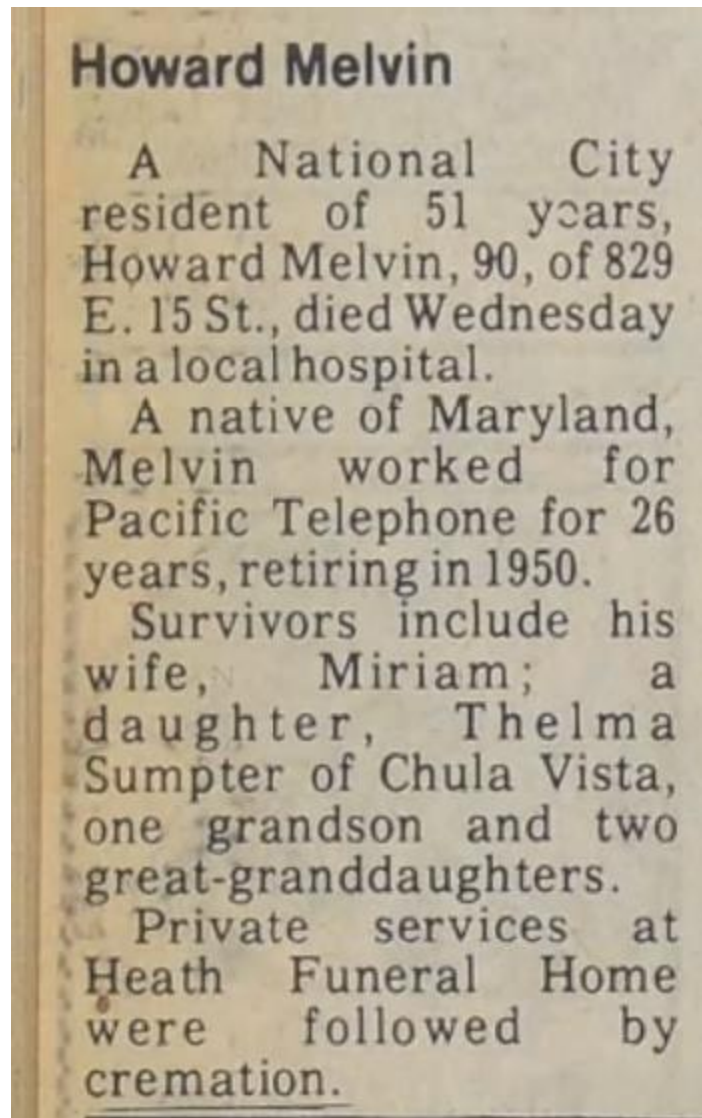 Howard Melvin
A National City
resident of 51 years,
Howard Melvin, 90, of 829
E. 15 St., died Wednesday
in a local hospital.
A native of Maryland,
Melvin worked for
Pacific Telephone for 26
years, retiring in 1950.
Survivors include his
wife, Miriam; a
daughter, Thelma
Sumpter of Chula Vista,
one grandson and two
great-granddaughters.
Private services at
Heath Funeral Home
were followed by
cremation.